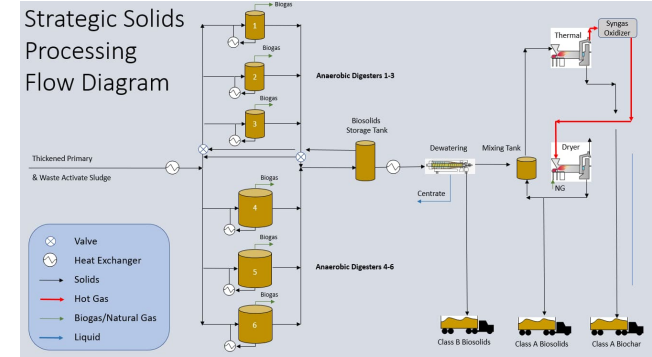 Strategic Solids
Processing
Flow Diagram
Biogas
1
Biogas
2
Anaerobic Digesters 1-3
Biogas
3
Thermal
Syngas
Oxidizer
Biosolids
Storage Tank
Dewatering
Mixing Tank
Dryer
Thickened Primary
& Waste Activate Sludge
Centrate
NG
Biogas
4
Biogas
5
Anaerobic Digesters 4-6
Biogas
6
Valve
Heat Exchanger
Solids
Hot Gas
Biogas/Natural Gas
Liquid
Class B Biosolids
Class A Biosolids
Class A Biochar